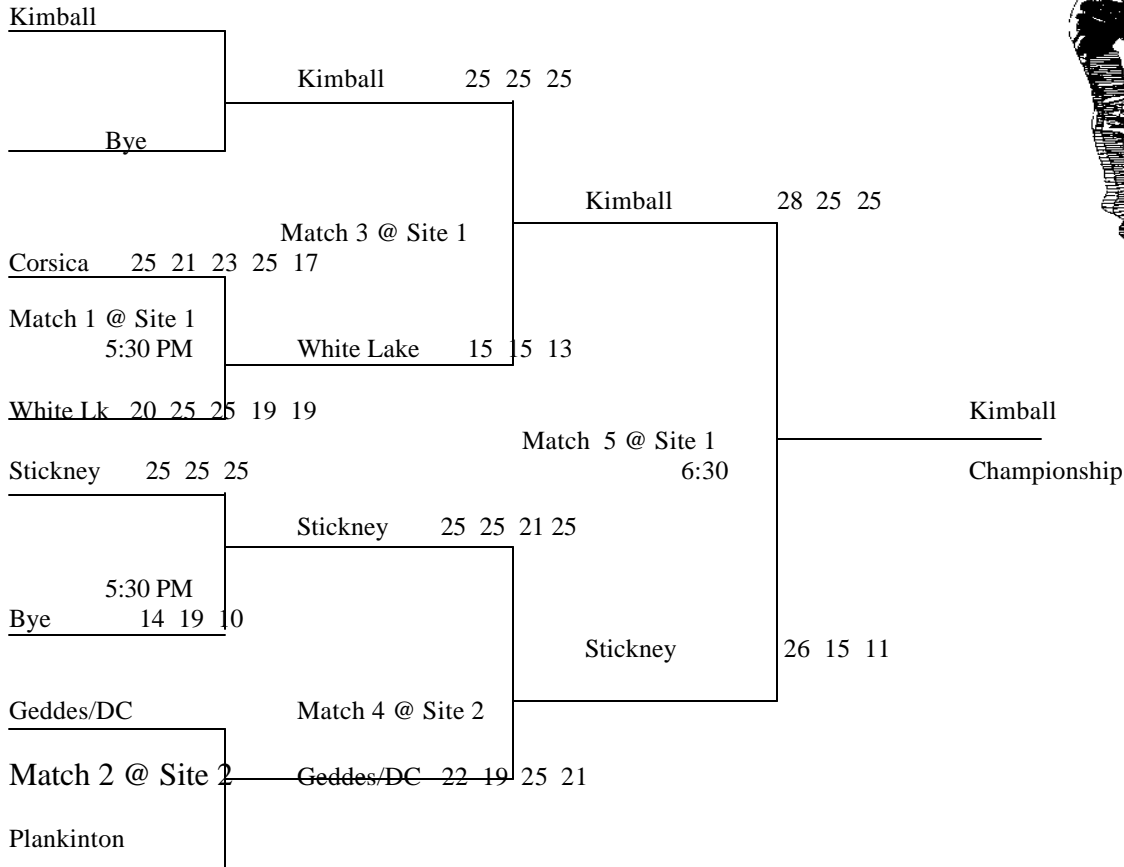 Kimball
Kimball 25 25 25
Bye
Kimball 28 25 25
Match 3 @ Site 1
Corsica 25 21 23 25 17
Match 1 @ Site 1
5:30 PM
White Lake 15 15 13
White Lk 20 25 25 19 19
Kimball
Match 5 @ Site 1
6:30
Championship
Stickney 25 25 25
Stickney 25 25 21 25
5:30 PM
Bye 14 19 10
Stickney 26 15 11
Geddes/DC
Match 4 @ Site 2
Match 2 @ Site 2
Geddes/DC 22 19 25 21
Plankinton